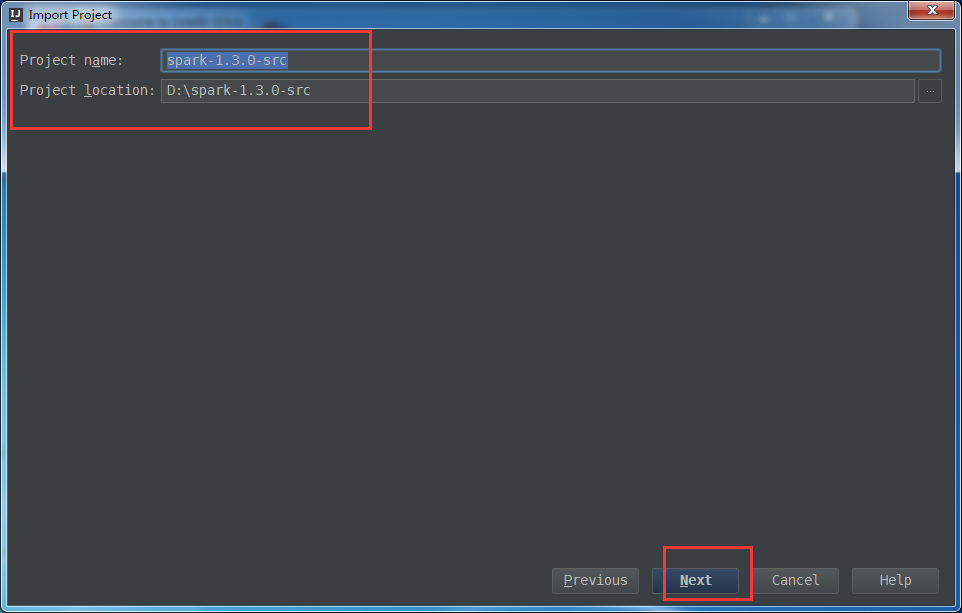 IJ Import Project
Project name: spark-1.3.0-src
Project location: D:\spark-1.3.0-src ...
Previous Next Cancel Help